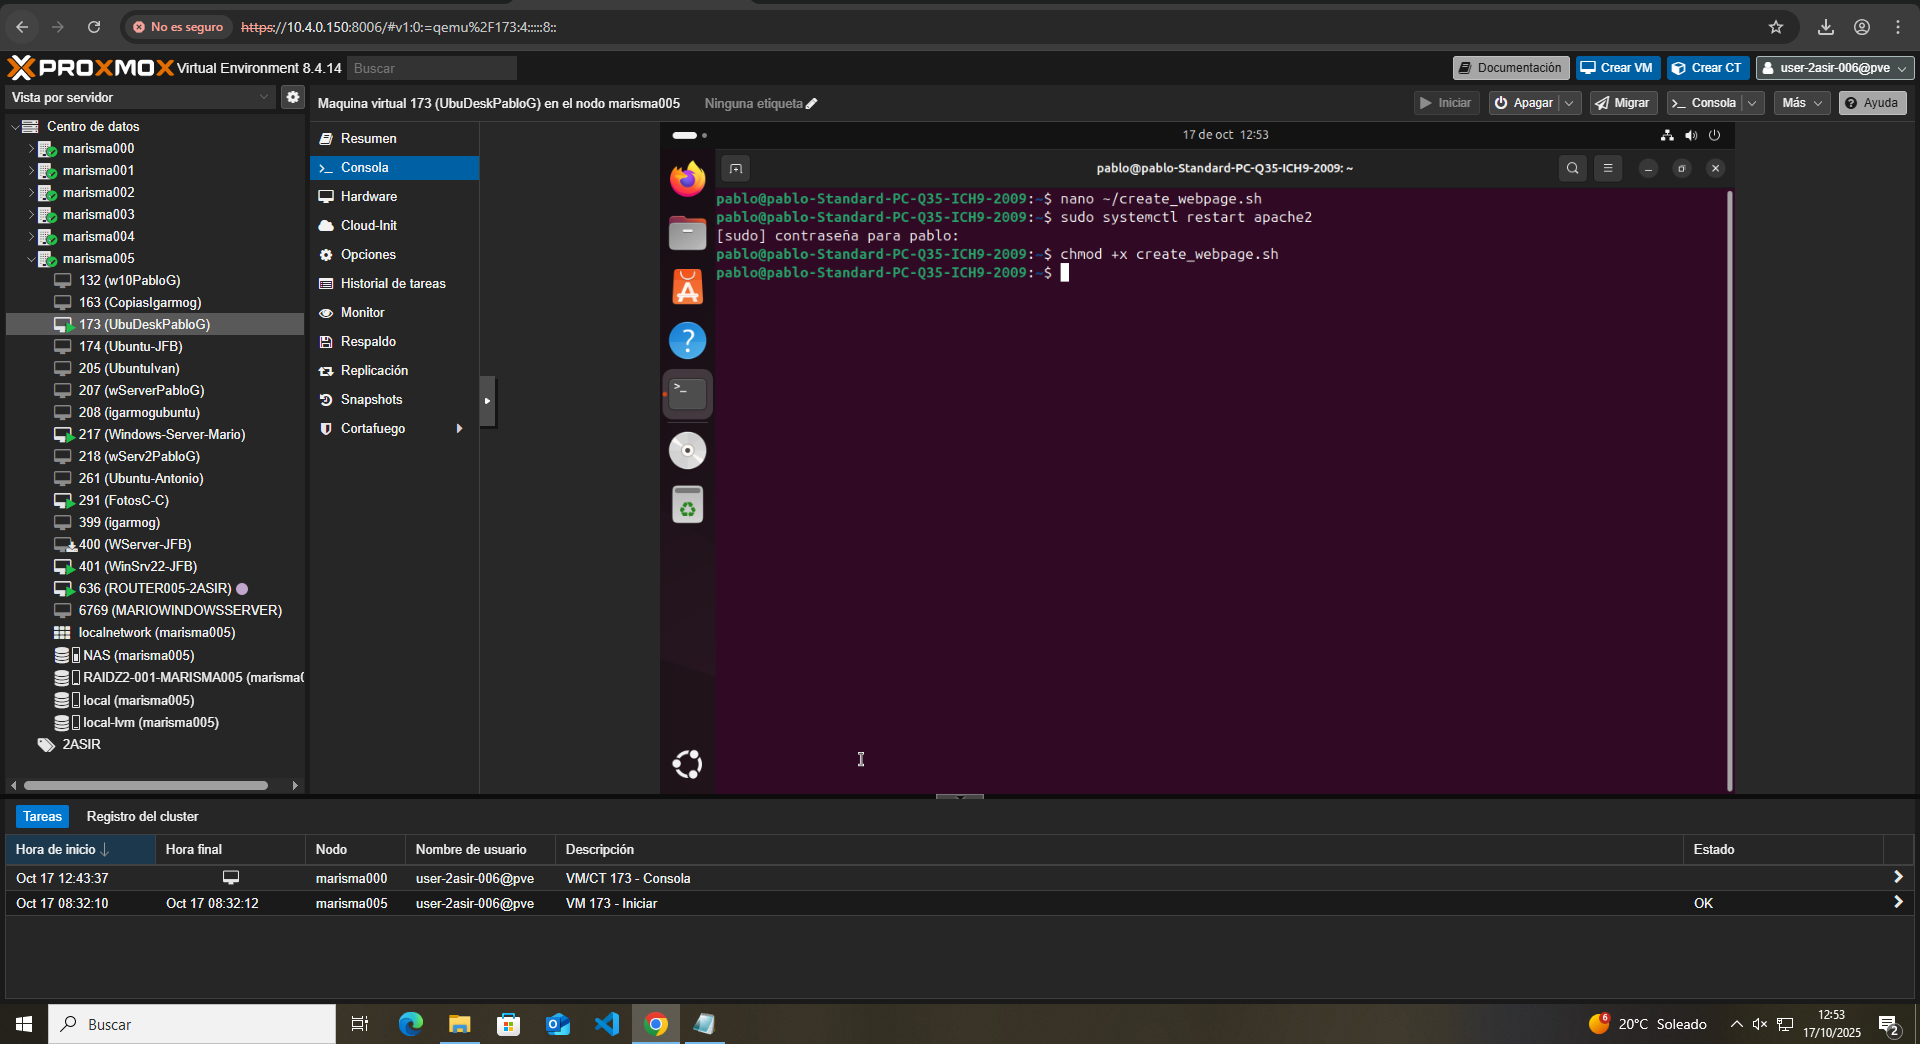 No es seguro
https://10.4.0.150:8006/#v1:0:=qemu%2F173:4:::::8::
PROXMOX Virtual Environment 8.4.14
Buscar
Documentación
Crear VM
Crear CT
user-2asir-006@pve
Vista por servidor
Maquina virtual 173 (UbuDeskPabloG) en el nodo marisma005
Ninguna etiqueta
Iniciar
Apagar
Migrar
Consola
Más
Ayuda
Centro de datos
marisma000
marisma001
marisma002
marisma003
marisma004
marisma005
132 (w10PabloG)
163 (CopiasIgarmog)
173 (UbuDeskPabloG)
174 (Ubuntu-JFB)
205 (UbuntuIvan)
207 (wServerPabloG)
208 (igarmogubuntu)
217 (Windows-Server-Mario)
218 (wServ2PabloG)
261 (Ubuntu-Antonio)
291 (FotosC-C)
399 (igarmog)
400 (WServer-JFB)
401 (WinSrv22-JFB)
636 (ROUTER005-2ASIR)
6769 (MARIOWINDOWSSERVER)
localnetwork (marisma005)
NAS (marisma005)
RAIDZ2-001-MARISMA005 (marisma0
local (marisma005)
local-lvm (marisma005)
2ASIR
Resumen
Consola
Hardware
Cloud-Init
Opciones
Historial de tareas
Monitor
Respaldo
Replicación
Snapshots
Cortafuego
17 de oct 12:53
pablo@pablo-Standard-PC-Q35-ICH9-2009: ~
pablo@pablo-Standard-PC-Q35-ICH9-2009:~$ nano ~/create_webpage.sh
pablo@pablo-Standard-PC-Q35-ICH9-2009:~$ sudo systemctl restart apache2
[sudo] contraseña para pablo:
pablo@pablo-Standard-PC-Q35-ICH9-2009:~$ chmod +x create_webpage.sh
pablo@pablo-Standard-PC-Q35-ICH9-2009:~$
Tareas
Registro del cluster
Hora de inicio
Hora final
Nodo
Nombre de usuario
Descripción
Estado
Oct 17 12:43:37
marisma000
user-2asir-006@pve
VM/CT 173 - Consola
Oct 17 08:32:10
Oct 17 08:32:12
marisma005
user-2asir-006@pve
VM 173 - Iniciar
OK
Buscar
6
20°C Soleado
12:53
17/10/2025
2